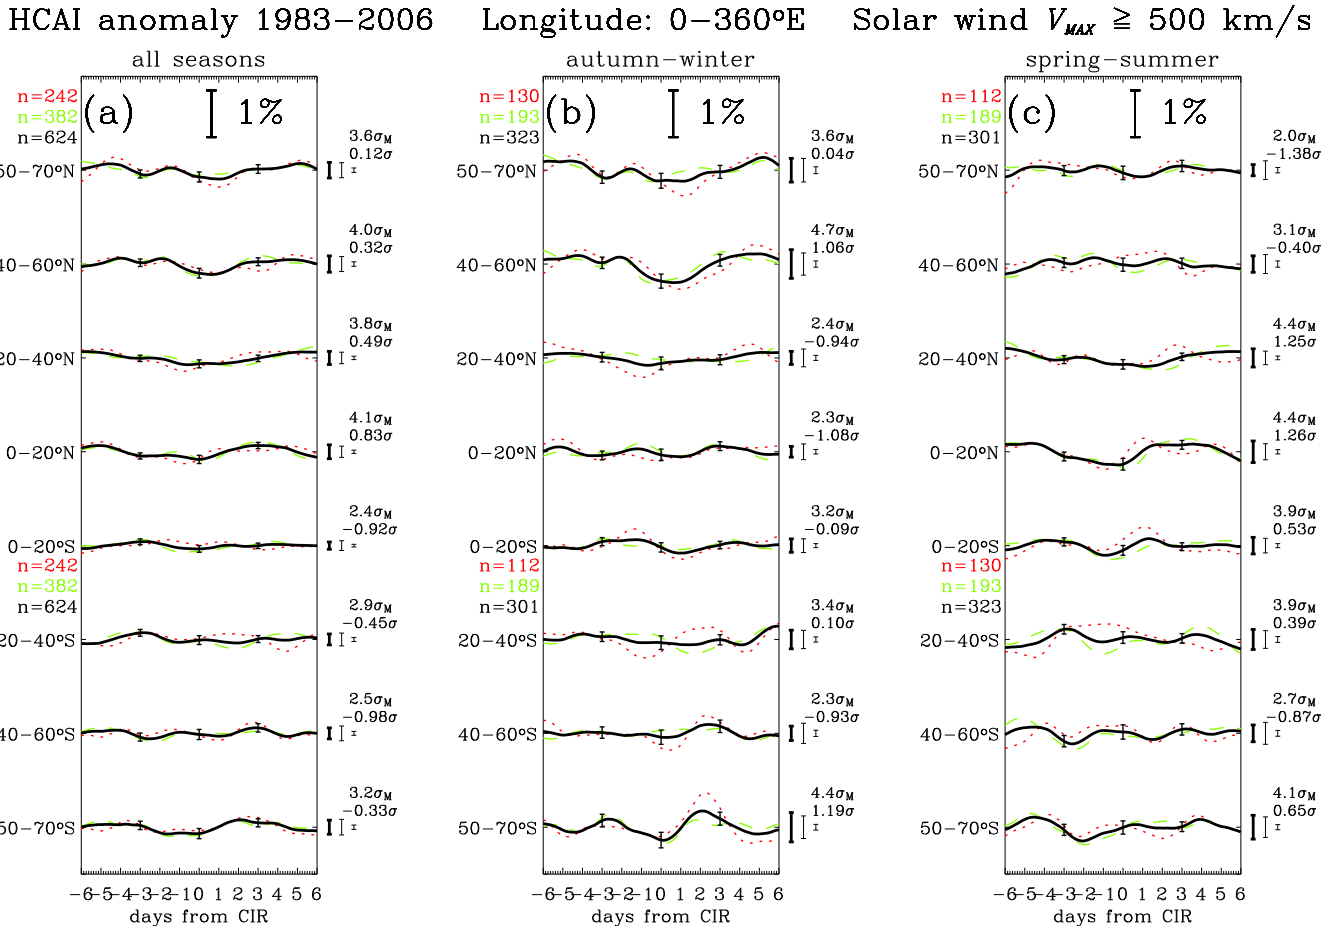 HCAI anomaly 1983−2006 Longitude: 0−360°E Solar wind VMAX ≧ 500 km/s
all seasons autumn−winter spring−summer
n=242 n=130 n=112
n=382 (a) 1% n=193 (b) 1% n=189 (c) 1%
n=624 3.6σM n=323 3.6σM n=301 2.0σM
0.12σ 0.04σ −1.38σ
50−70°N 50−70°N 50−70°N
4.0σM 4.7σM 3.1σM
0.32σ 1.06σ −0.40σ
40−60°N 40−60°N 40−60°N
3.8σM 2.4σM 4.4σM
0.49σ −0.94σ 1.25σ
20−40°N 20−40°N 20−40°N
4.1σM 2.3σM 4.4σM
0.83σ −1.08σ 1.26σ
0−20°N 0−20°N 0−20°N
2.4σM 3.2σM 3.9σM
−0.92σ −0.09σ 0.53σ
0−20°S 0−20°S 0−20°S
n=242 n=112 n=130
n=382 n=189 n=193
n=624 2.9σM n=301 3.4σM n=323 3.9σM
−0.45σ 0.10σ 0.39σ
20−40°S 20−40°S 20−40°S
2.5σM 2.3σM 2.7σM
−0.98σ −0.93σ −0.87σ
40−60°S 40−60°S 40−60°S
3.2σM 4.4σM 4.1σM
−0.33σ 1.19σ 0.65σ
50−70°S 50−70°S 50−70°S
−6 −5 −4 −3 −2 −1 0 1 2 3 4 5 6 −6 −5 −4 −3 −2 −1 0 1 2 3 4 5 6 −6 −5 −4 −3 −2 −1 0 1 2 3 4 5 6
days from CIR days from CIR days from CIR